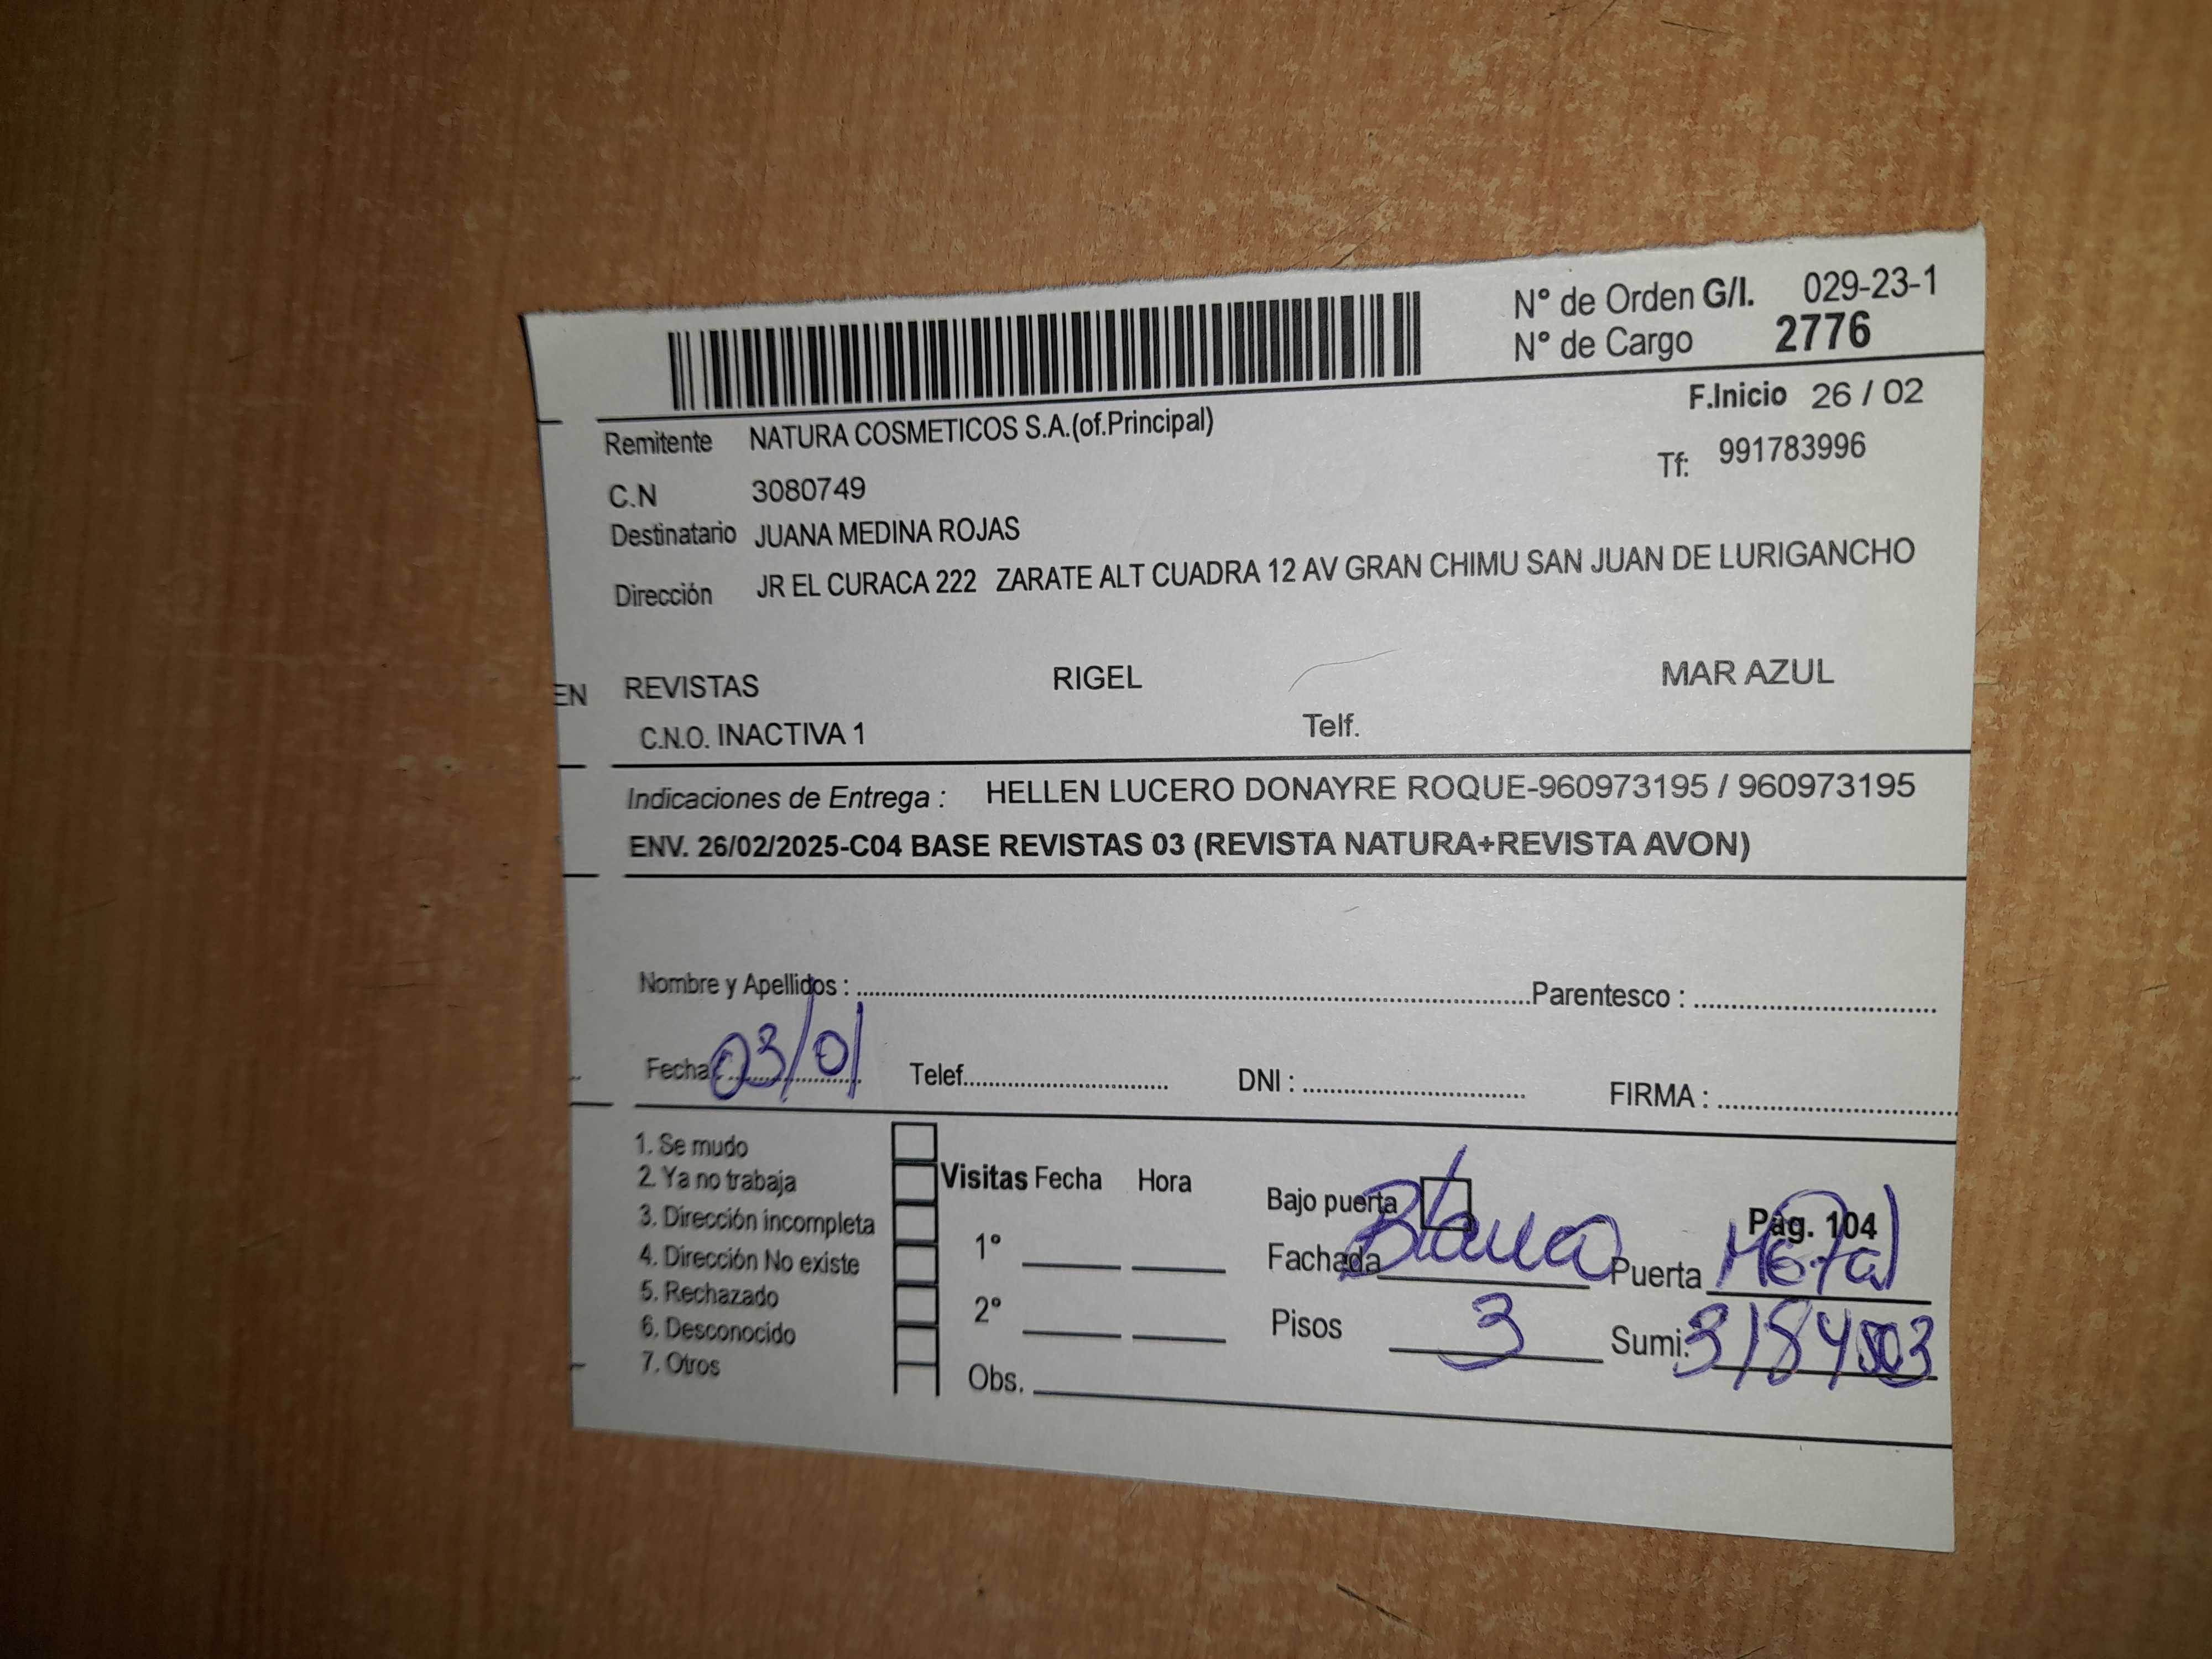 N° de Orden G/I. 029-23-1
N° de Cargo 2776
F.Inicio 26 / 02
Remitente NATURA COSMETICOS S.A.(of.Principal)
Tf: 991783996
C.N 3080749
Destinatario JUANA MEDINA ROJAS
Dirección JR EL CURACA 222 ZARATE ALT CUADRA 12 AV GRAN CHIMU SAN JUAN DE LURIGANCHO
EN REVISTAS RIGEL MAR AZUL
C.N.O. INACTIVA 1 Telf.
Indicaciones de Entrega : HELLEN LUCERO DONAYRE ROQUE-960973195 / 960973195
ENV. 26/02/2025-C04 BASE REVISTAS 03 (REVISTA NATURA+REVISTA AVON)
Nombre y Apellidos : Parentesco :
Fecha: 03/01 Telef. DNI : FIRMA :
1. Se mudo
2. Ya no trabaja
3. Dirección incompleta
4. Dirección No existe
5. Rechazado
6. Desconocido
7. Otros
Visitas Fecha Hora
1°
2°
Obs.
Bajo puerta Pág. 104
Fachada Blanca Puerta Metal
Pisos 3 Sumi: